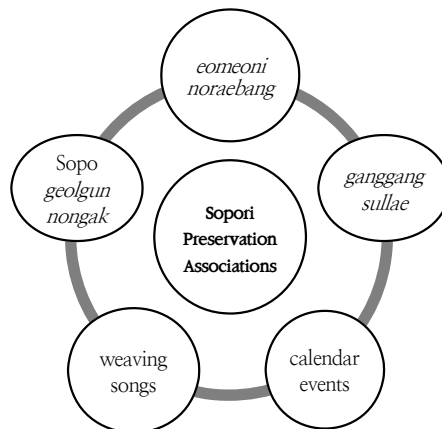 eomeoni
noraebang
Sopo
geolgun
nongak
ganggang
sullae
Sopori
Preservation
Associations
weaving
songs
calendar
events